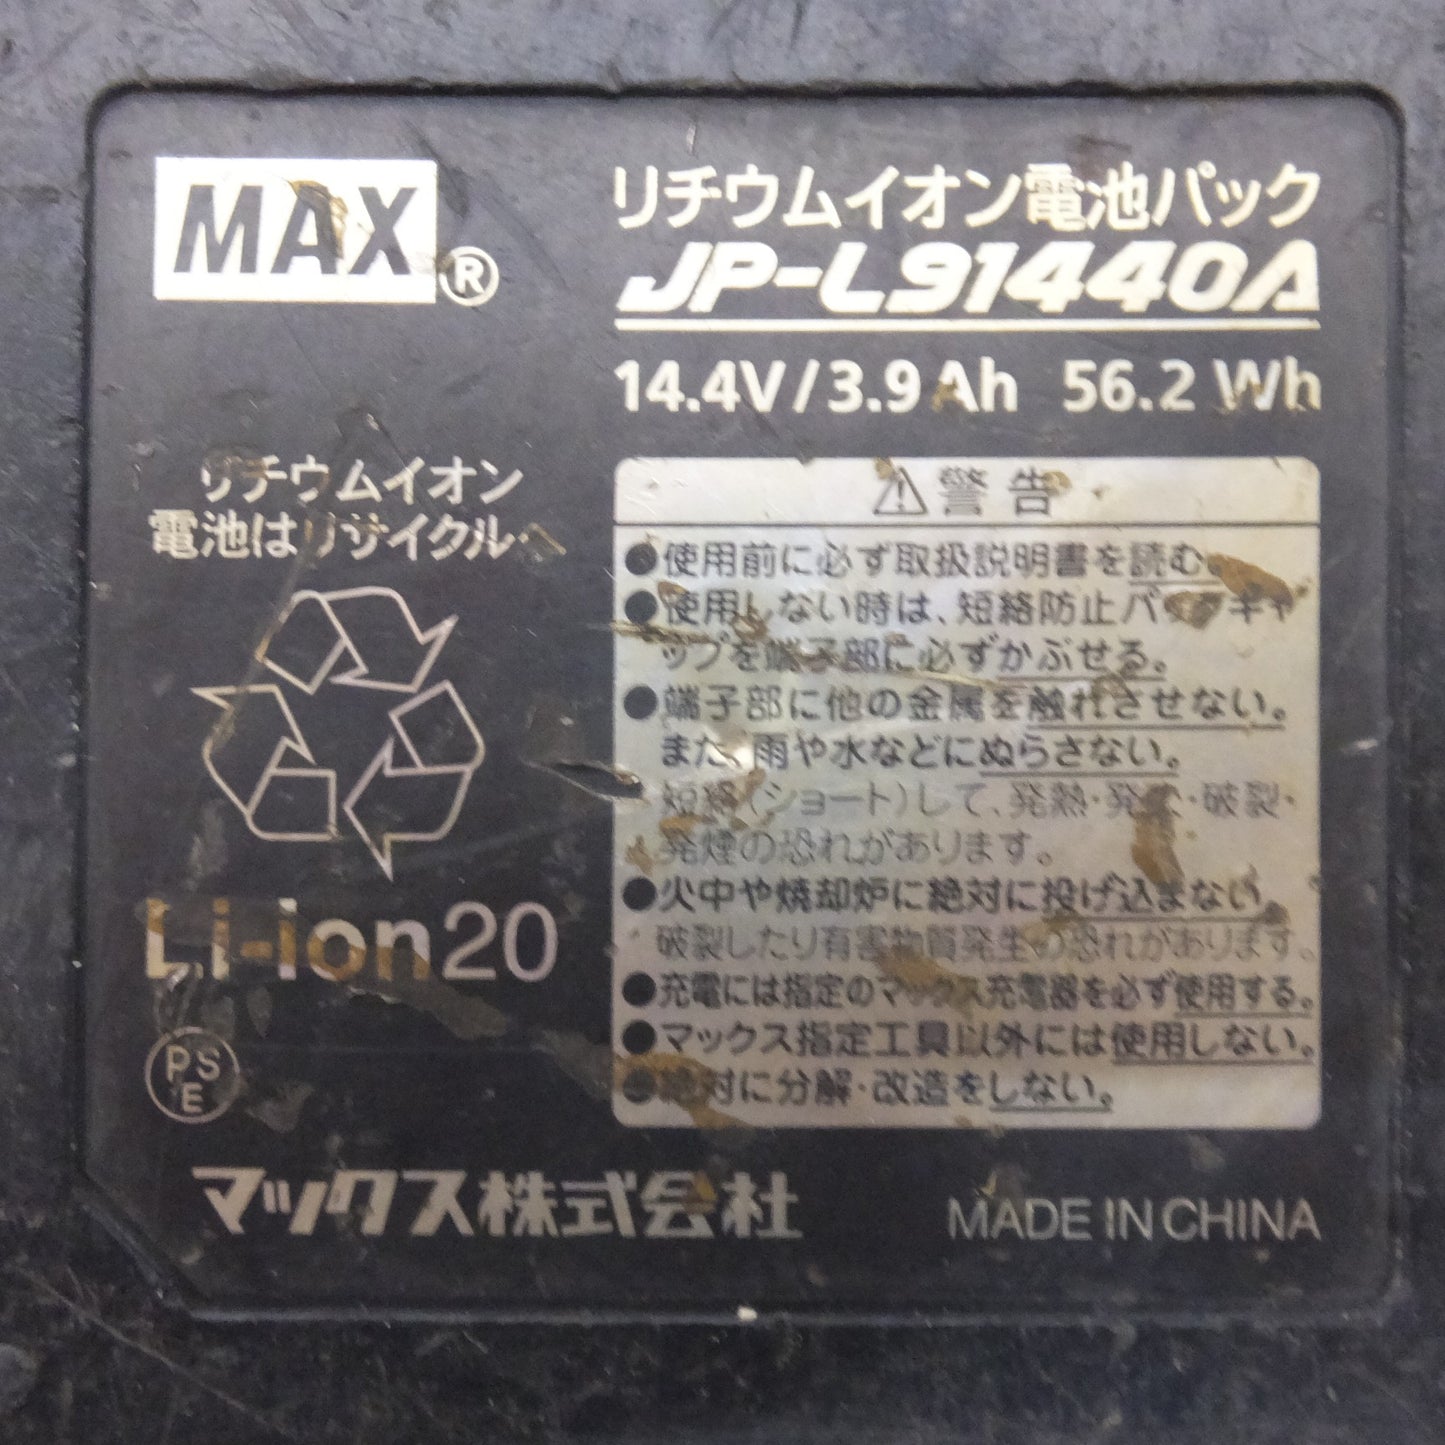 MAX®
リチウムイオン電池パック
JP-L91440A
14.4V/3.9Ah 56.2Wh
リチウムイオン
電池はリサイクルへ
Li-ion20
PS
E
⚠警告
●使用前に必ず取扱説明書を読む。
●使用しない時は、短絡防止パックキャ
ップを端子部に必ずかぶせる。
●端子部に他の金属を触れさせない。
また、雨や水などにぬらさない。
短絡(ショート)して、発熱・発火・破裂・
発煙の恐れがあります。
●火中や焼却炉に絶対に投げ込まない。
破裂したり有害物質発生の恐れがあります。
●充電には指定のマックス充電器を必ず使用する。
●マックス指定工具以外には使用しない。
●絶対に分解・改造をしない。
マックス株式会社
MADE IN CHINA